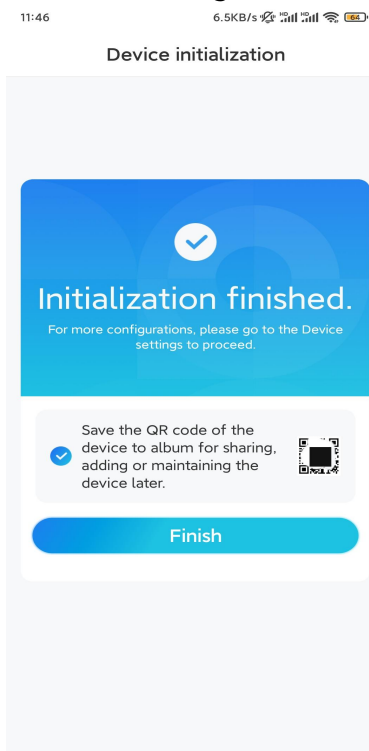 11:46
6.5KB/s HD HD 64
Device initialization
Initialization finished.
For more configurations, please go to the Device
settings to proceed.
Save the QR code of the
device to album for sharing,
adding or maintaining the
device later.
Finish